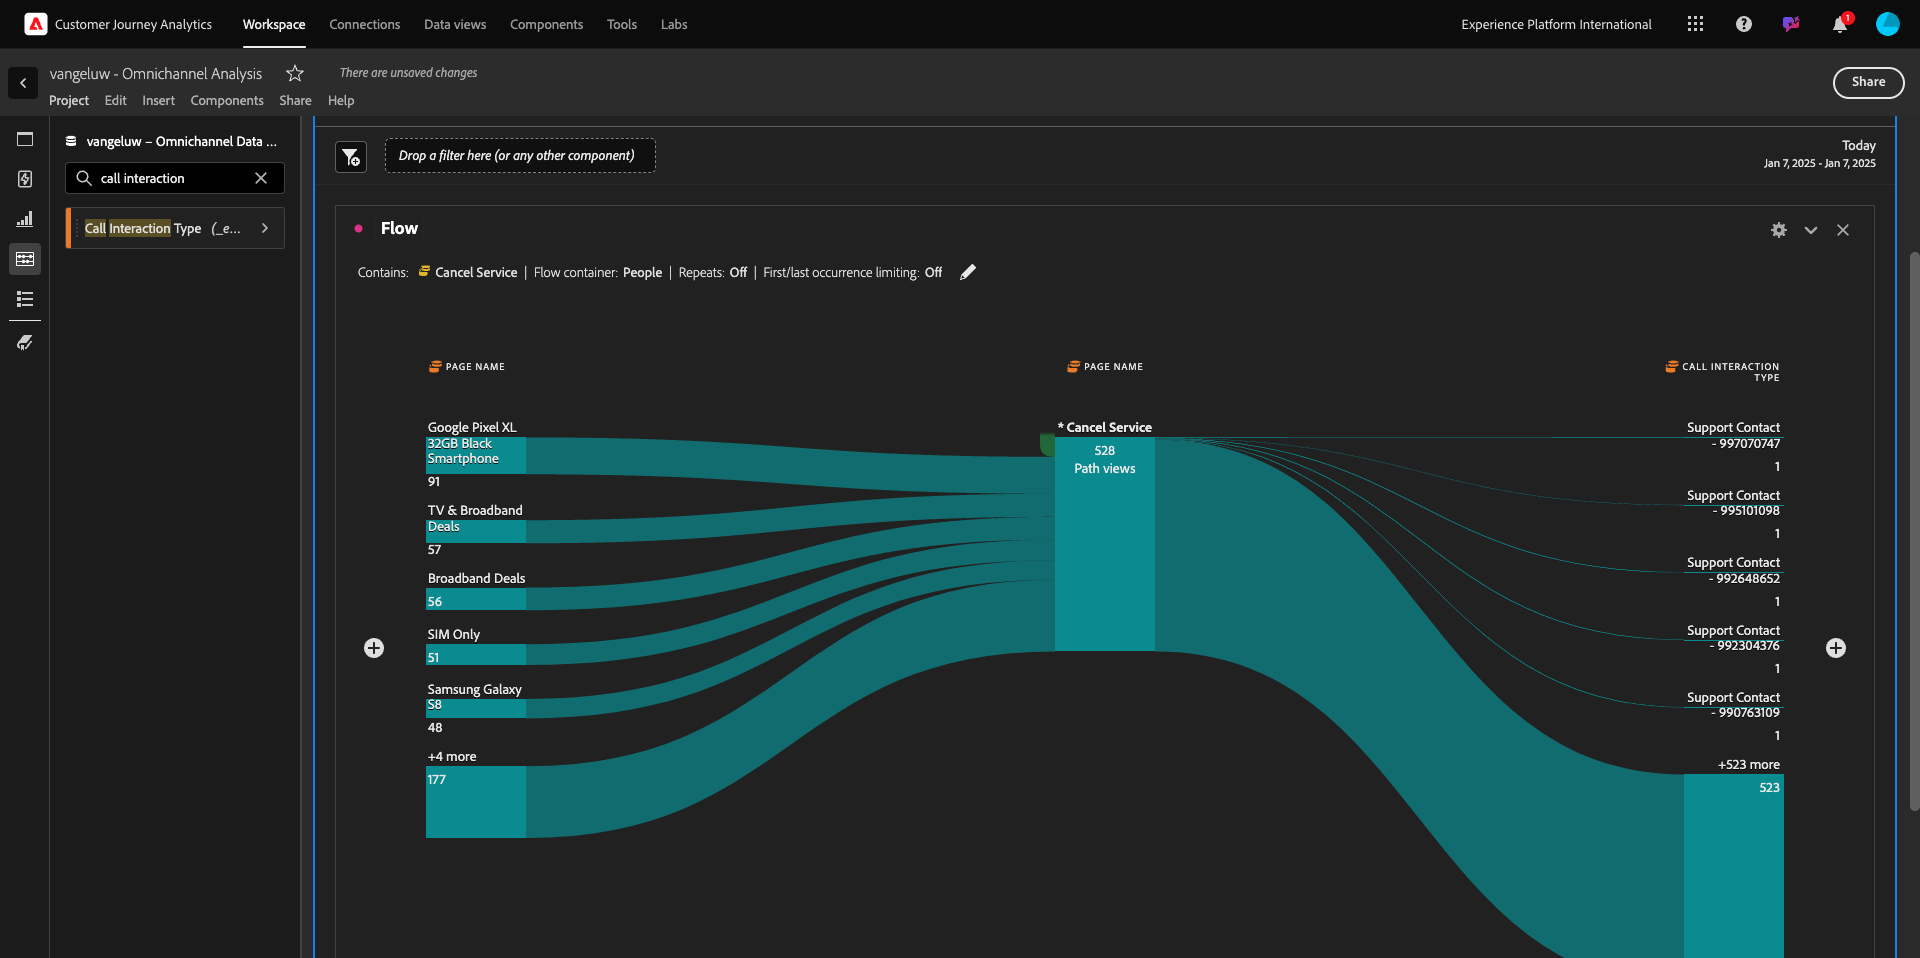 Customer Journey Analytics
Workspace
Connections
Data views
Components
Tools
Labs
Experience Platform International
1
vangeluw - Omnichannel Analysis
There are unsaved changes
Project
Edit
Insert
Components
Share
Help
Share
vangeluw – Omnichannel Data ...
call interaction
Call Interaction Type (_e...
Drop a filter here (or any other component)
Today
Jan 7, 2025 - Jan 7, 2025
Flow
Contains: Cancel Service | Flow container: People | Repeats: Off | First/last occurrence limiting: Off
PAGE NAME
Google Pixel XL
32GB Black
Smartphone
91
TV & Broadband
Deals
57
Broadband Deals
56
SIM Only
51
Samsung Galaxy
S8
48
+4 more
177
PAGE NAME
* Cancel Service
528
Path views
CALL INTERACTION
TYPE
Support Contact
- 997070747
1
Support Contact
- 995101098
1
Support Contact
- 992648652
1
Support Contact
- 992304376
1
Support Contact
- 990763109
1
+523 more
523